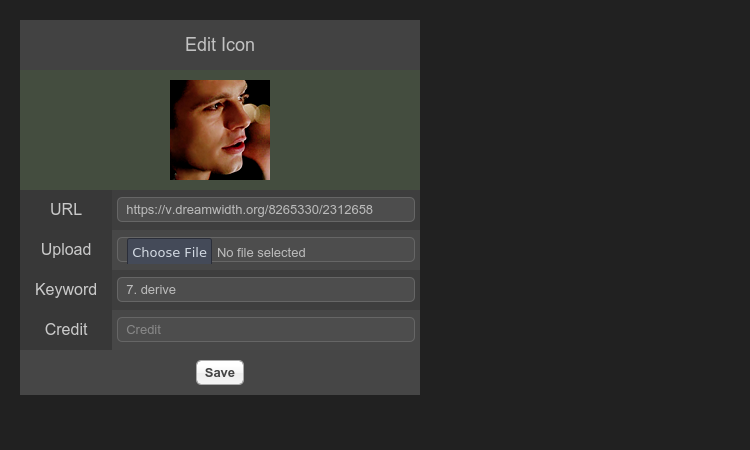 Edit Icon
URL https://v.dreamwidth.org/8265330/2312658
Upload Choose File No file selected
Keyword 7. derive
Credit Credit
Save